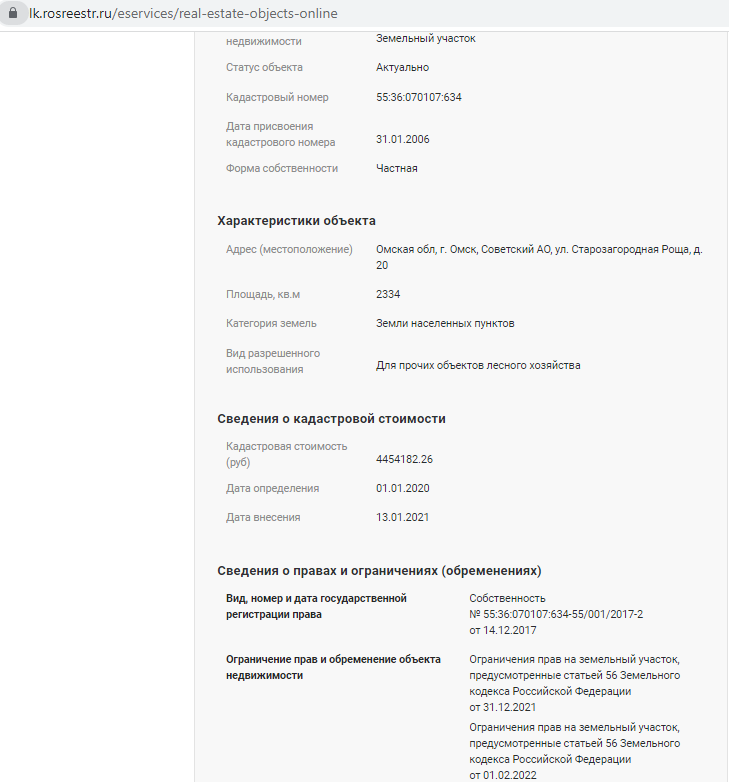 lk.rosreestr.ru/eservices/real-estate-objects-online
недвижимости Земельный участок
Статус объекта Актуально
Кадастровый номер 55:36:070107:634
Дата присвоения
кадастрового номера 31.01.2006
Форма собственности Частная
Характеристики объекта
Адрес (местоположение) Омская обл, г. Омск, Советский АО, ул. Старозагородная Роща, д.
20
Площадь, кв.м 2334
Категория земель Земли населенных пунктов
Вид разрешенного
использования Для прочих объектов лесного хозяйства
Сведения о кадастровой стоимости
Кадастровая стоимость
(руб) 4454182.26
Дата определения 01.01.2020
Дата внесения 13.01.2021
Сведения о правах и ограничениях (обременениях)
Вид, номер и дата государственной Собственность
регистрации права № 55:36:070107:634-55/001/2017-2
от 14.12.2017
Ограничение прав и обременение объекта Ограничения прав на земельный участок,
недвижимости предусмотренные статьей 56 Земельного
кодекса Российской Федерации
от 31.12.2021
Ограничения прав на земельный участок,
предусмотренные статьей 56 Земельного
кодекса Российской Федерации
от 01.02.2022